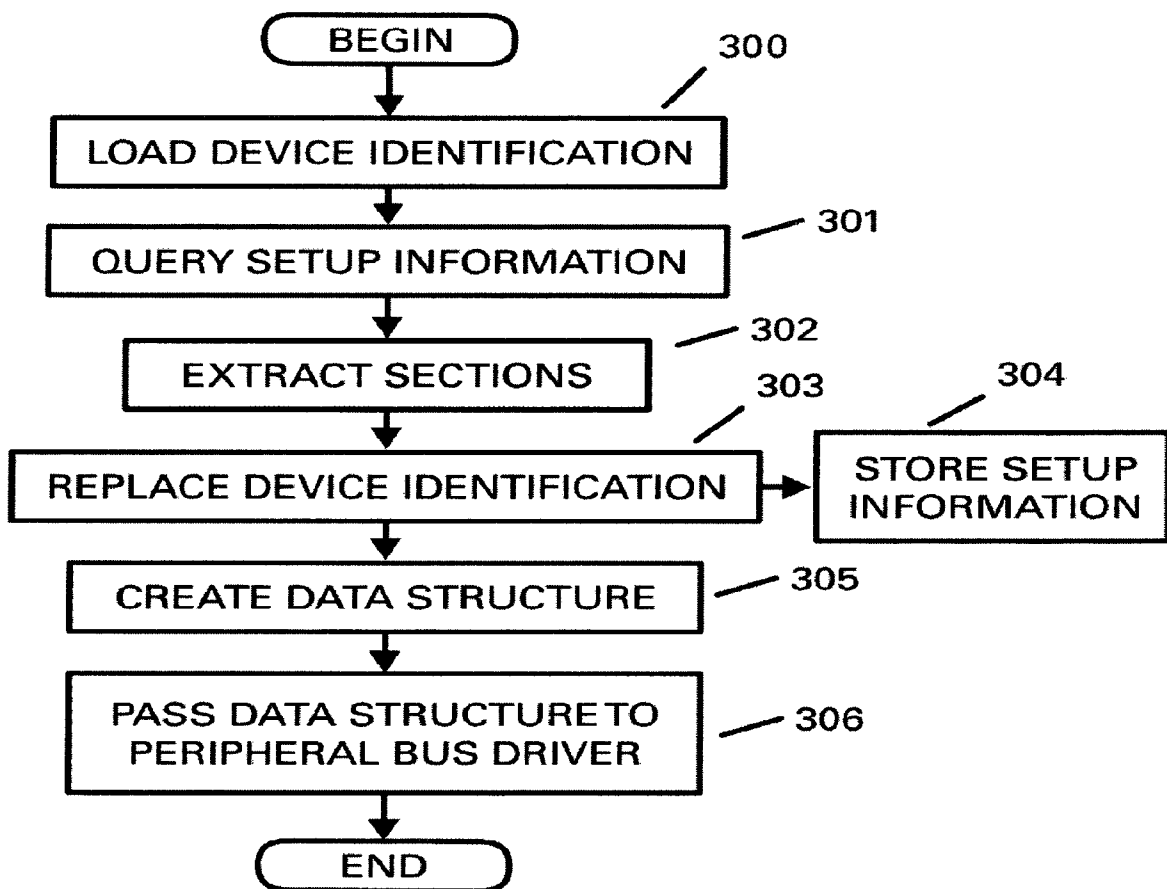 BEGIN
300
LOAD DEVICE IDENTIFICATION
301
QUERY SETUP INFORMATION
302
EXTRACT SECTIONS
303
REPLACE DEVICE IDENTIFICATION
304
STORE SETUP
INFORMATION
305
CREATE DATA STRUCTURE
306
PASS DATA STRUCTURE TO
PERIPHERAL BUS DRIVER
END